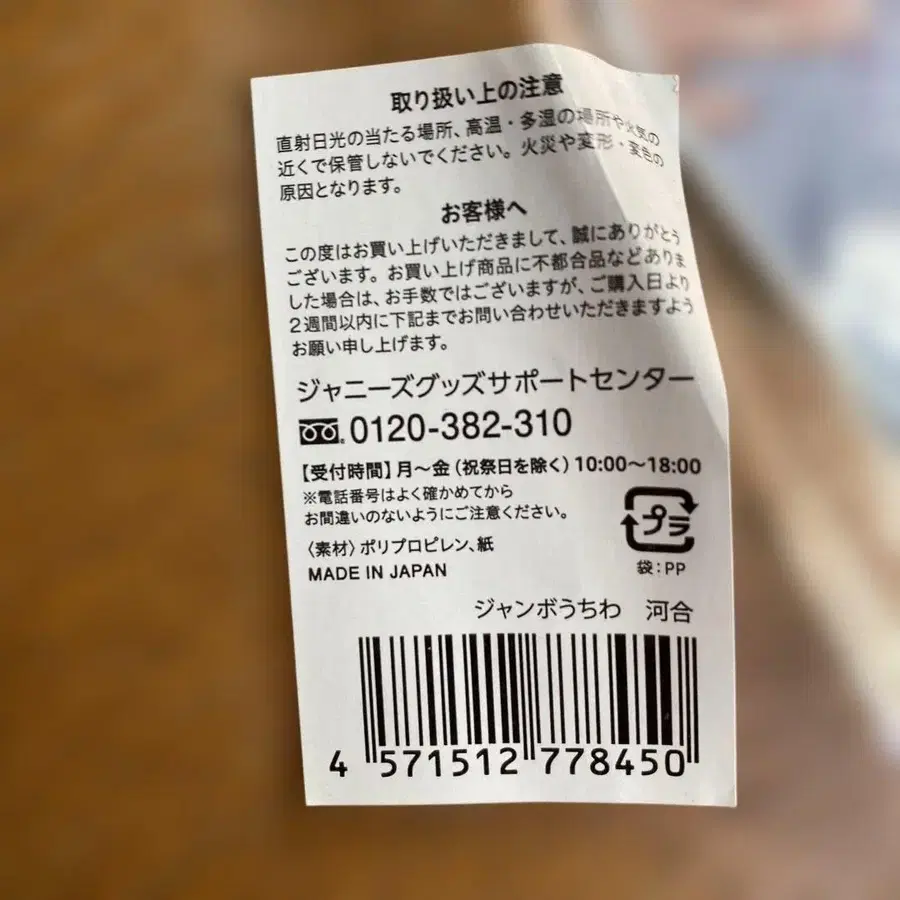 取り扱い上の注意
直射日光の当たる場所、高温・多湿の場所や火気の
近くで保管しないでください。火災や変形・変色の
原因となります。
お客様へ
この度はお買い上げいただきまして、誠にありがとう
ございます。お買い上げ商品に不都合品などありま
した場合は、お手数ではございますが、ご購入日より
2週間以内に下記までお問い合わせいただきますよう
お願い申し上げます。
ジャニーズグッズサポートセンター
0120-382-310
【受付時間】月〜金（祝祭日を除く）10:00〜18:00
※電話番号はよく確かめてから
お間違いのないようにご注意ください。
〈素材〉ポリプロピレン、紙
MADE IN JAPAN
プラ
袋：PP
ジャンボうちわ 河合
4 571512 778450